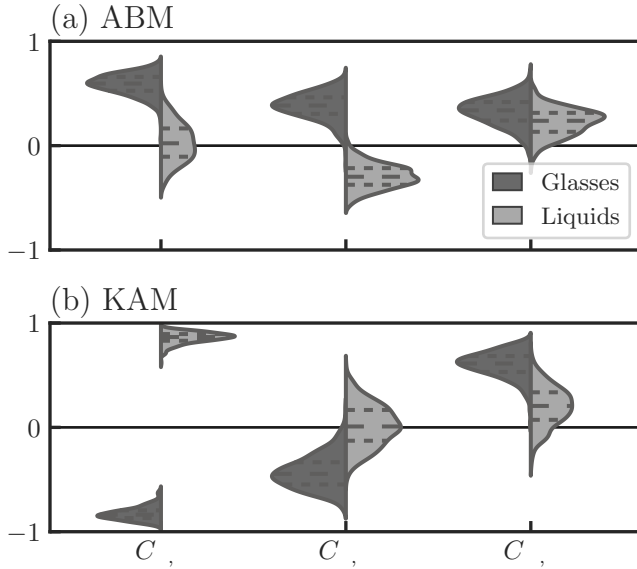 (a) ABM
1
0
−1
Glasses
Liquids
(b) KAM
1
0
−1
C , C , C ,